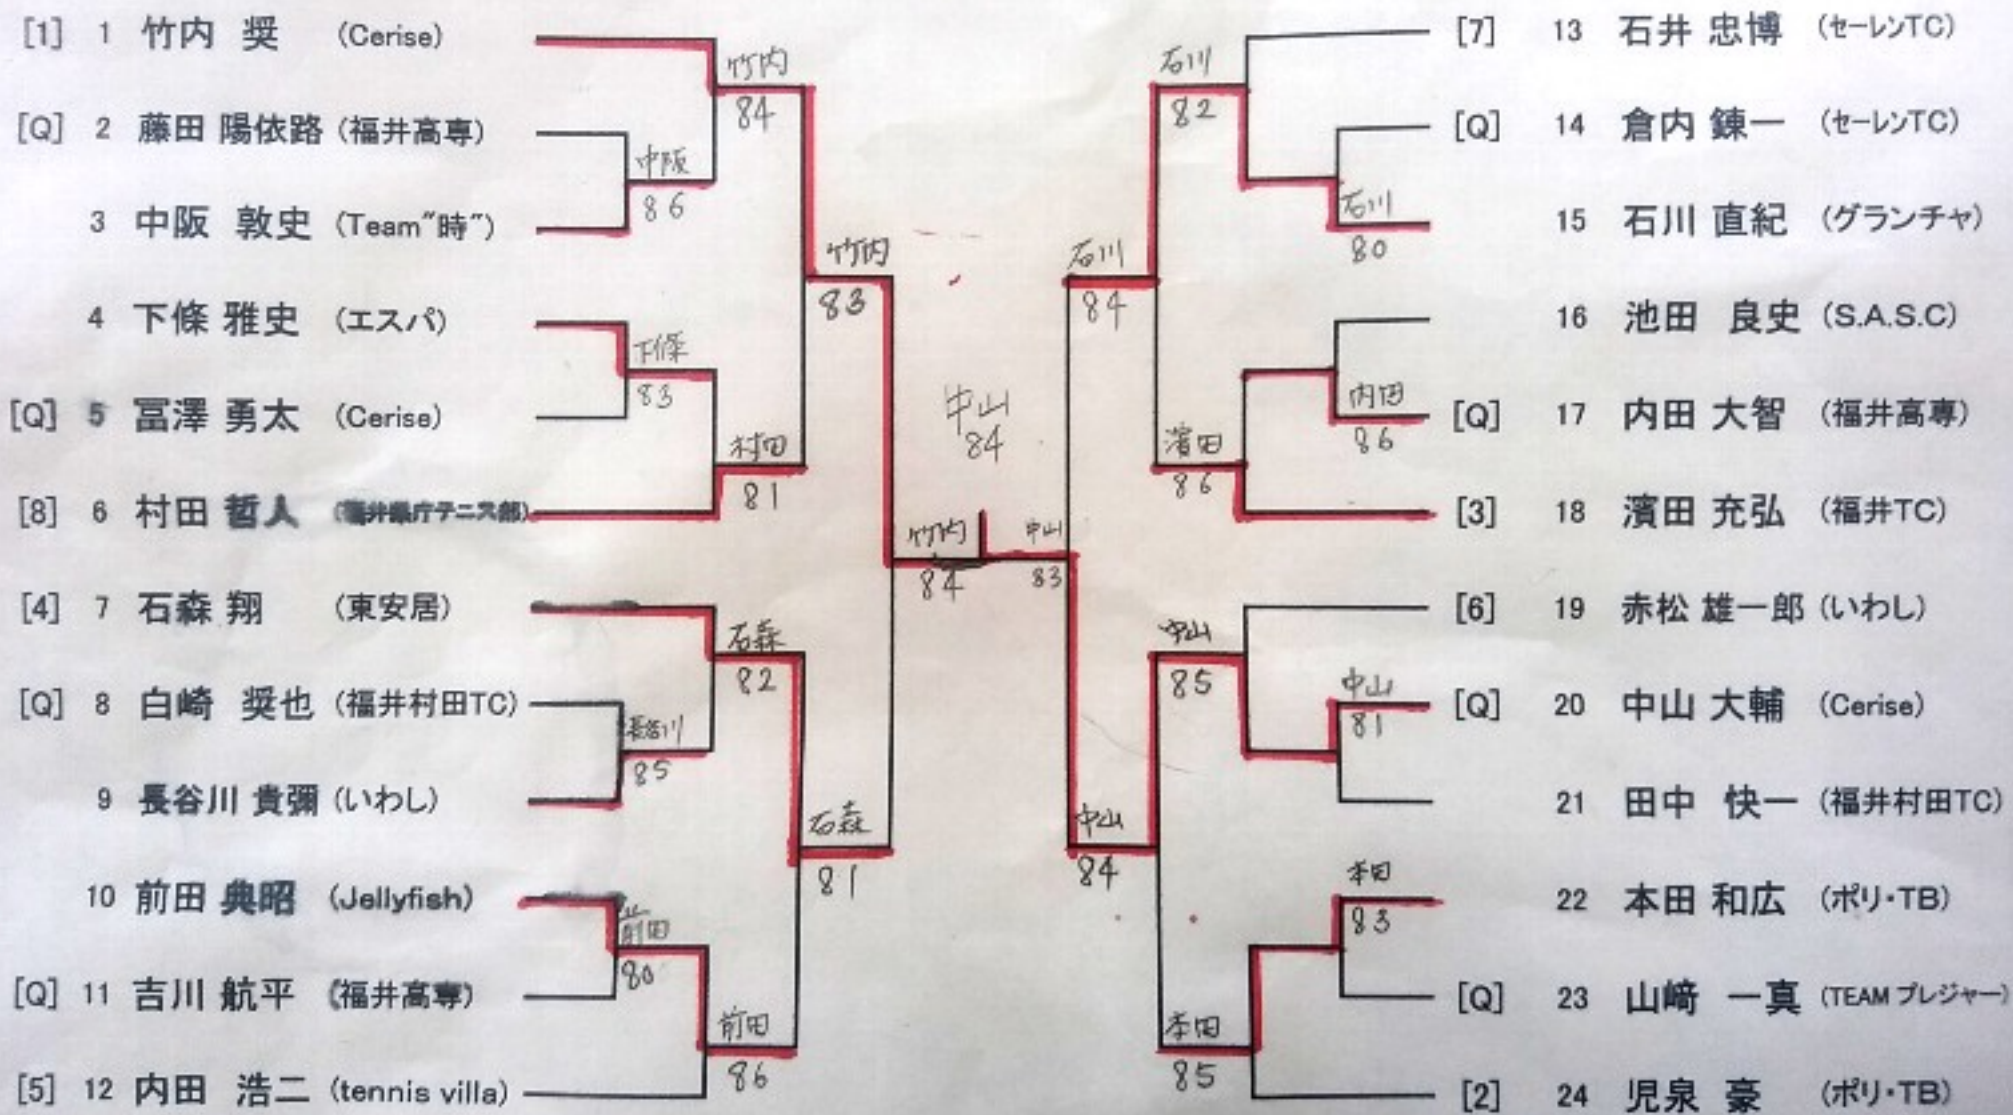 [1] 1 竹内 奨 (Cerise)
[Q] 2 藤田 陽依路 (福井高専)
3 中阪 敦史 (Team"時")
4 下條 雅史 (エスパ)
[Q] 5 冨澤 勇太 (Cerise)
[8] 6 村田 哲人 (福井県庁テニス部)
[4] 7 石森 翔 (東安居)
[Q] 8 白崎 奨也 (福井村田TC)
9 長谷川 貴彌 (いわし)
10 前田 典昭 (Jellyfish)
[Q] 11 吉川 航平 (福井高専)
[5] 12 内田 浩二 (tennis villa)
中阪
86
下條
83
長谷川
85
前田
80
竹内
84
村田
81
石森
82
前田
86
竹内
83
石森
81
竹内
84
中山
84
中山
83
石川
84
中山
84
石川
82
濱田
86
中山
85
本田
85
石川
80
内田
86
中山
81
本田
83
[7] 13 石井 忠博 (セーレンTC)
[Q] 14 倉内 錬一 (セーレンTC)
15 石川 直紀 (グランチャ)
16 池田 良史 (S.A.S.C)
[Q] 17 内田 大智 (福井高専)
[3] 18 濱田 充弘 (福井TC)
[6] 19 赤松 雄一郎 (いわし)
[Q] 20 中山 大輔 (Cerise)
21 田中 快一 (福井村田TC)
22 本田 和広 (ポリ・TB)
[Q] 23 山﨑 一真 (TEAM プレジャー)
[2] 24 児泉 豪 (ポリ・TB)